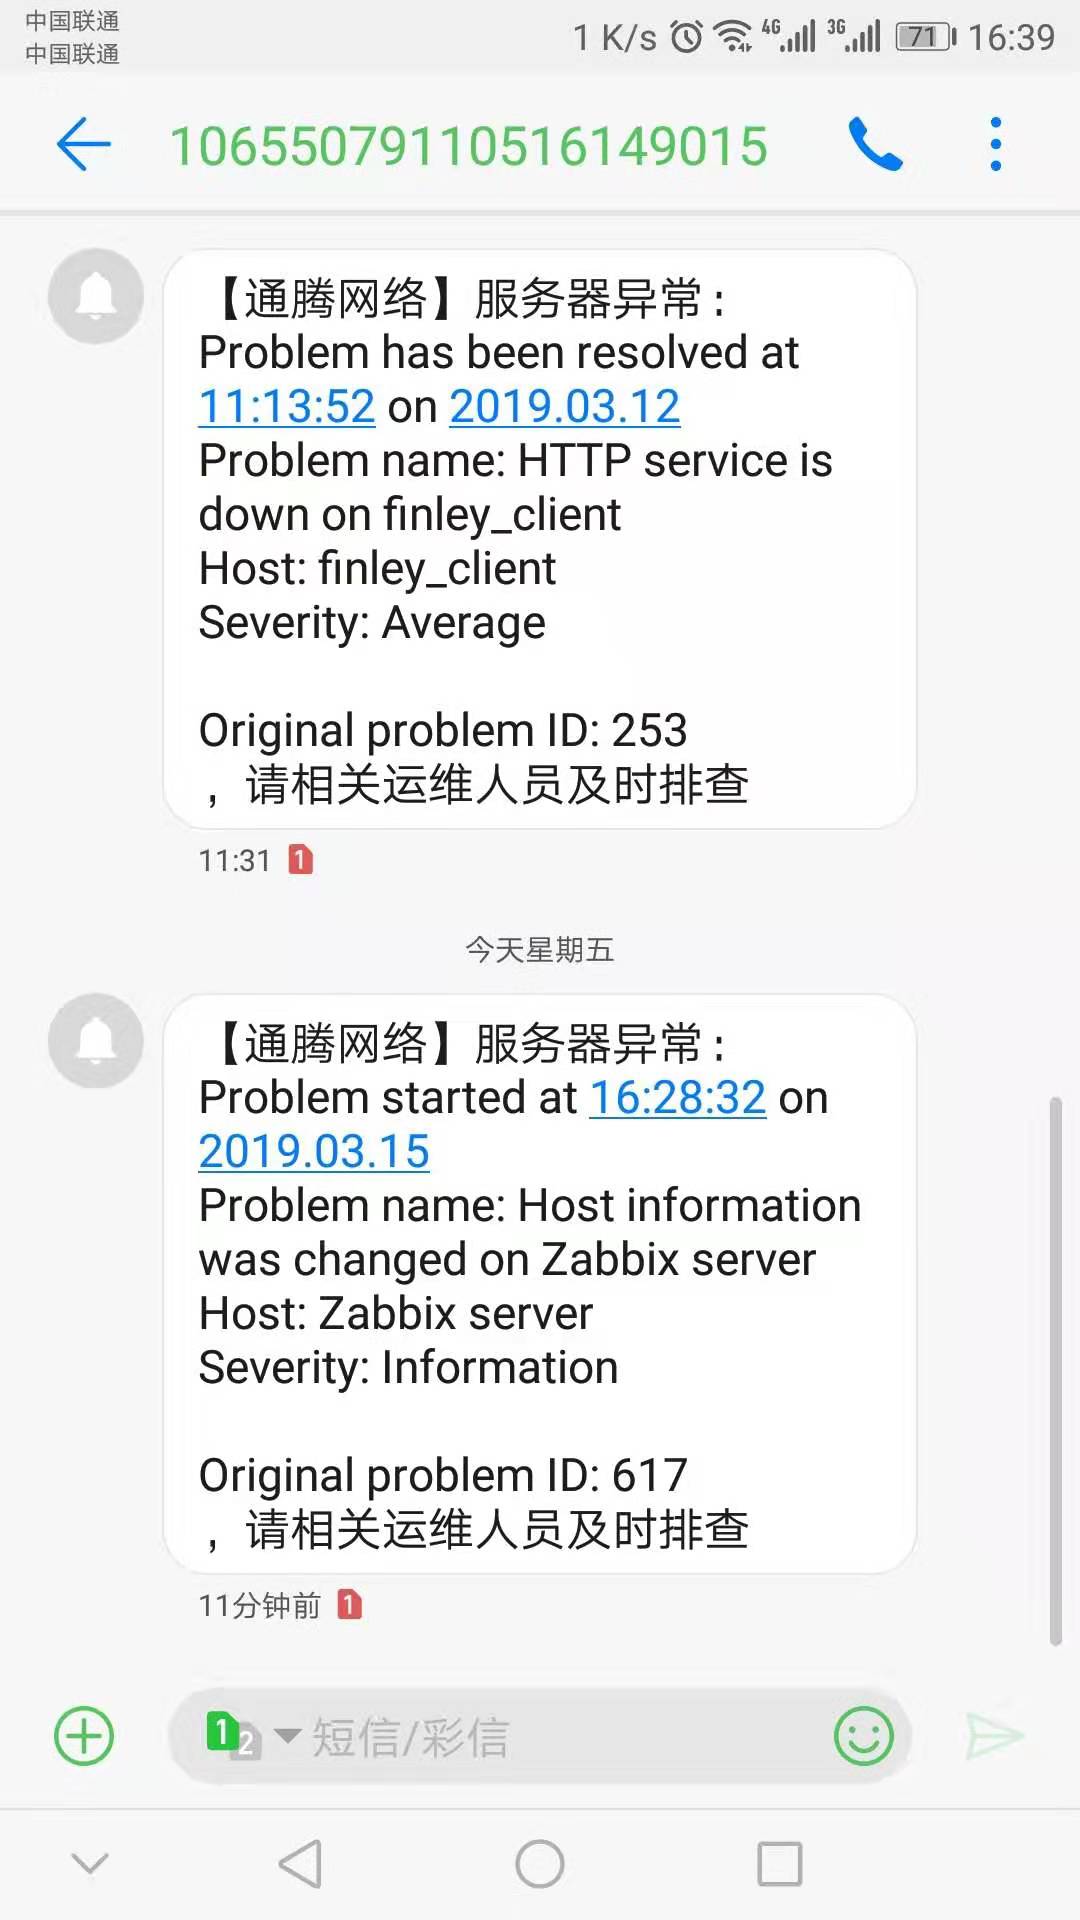 中国联通
中国联通
1 K/s 4G 3G 71 16:39
10655079110516149015
【通腾网络】服务器异常：
Problem has been resolved at
11:13:52 on 2019.03.12
Problem name: HTTP service is
down on finley_client
Host: finley_client
Severity: Average
Original problem ID: 253
，请相关运维人员及时排查
11:31 1
今天星期五
【通腾网络】服务器异常：
Problem started at 16:28:32 on
2019.03.15
Problem name: Host information
was changed on Zabbix server
Host: Zabbix server
Severity: Information
Original problem ID: 617
，请相关运维人员及时排查
11分钟前 1
1 2 短信/彩信